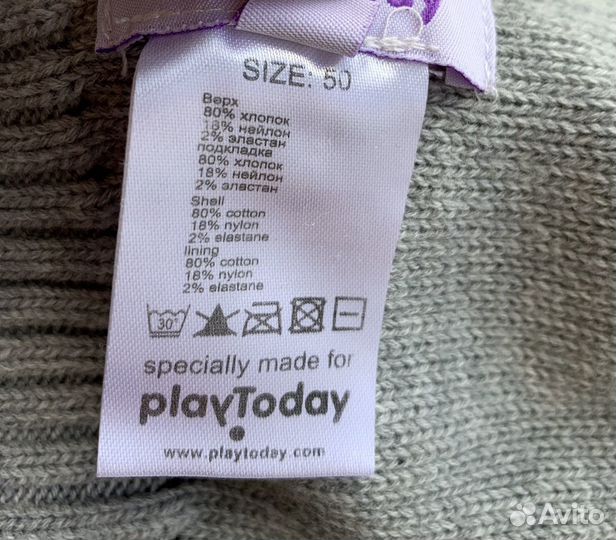 SIZE: 50
Верх
80% хлопок
18% нейлон
2% эластан
подкладка
80% хлопок
18% нейлон
2% эластан
Shell
80% cotton
18% nylon
2% elastane
lining
80% cotton
18% nylon
2% elastane
30°
specially made for
playToday
www.playtoday.com
Avito